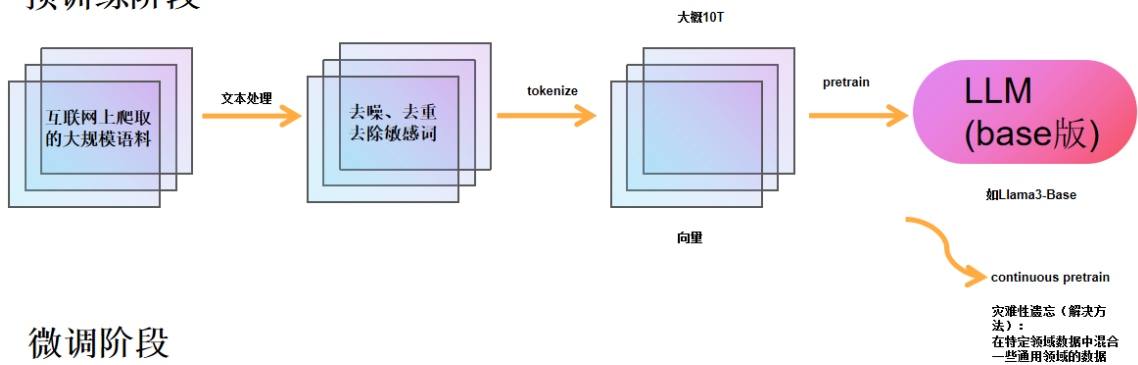 预训练阶段
大概10T
互联网上爬取
的大规模语料
文本处理
去噪、去重
去除敏感词
tokenize
pretrain
LLM
(base版)
如Llama3-Base
向量
continuous pretrain
灾难性遗忘（解决方
法）：
在特定领域数据中混合
一些通用领域的数据
微调阶段